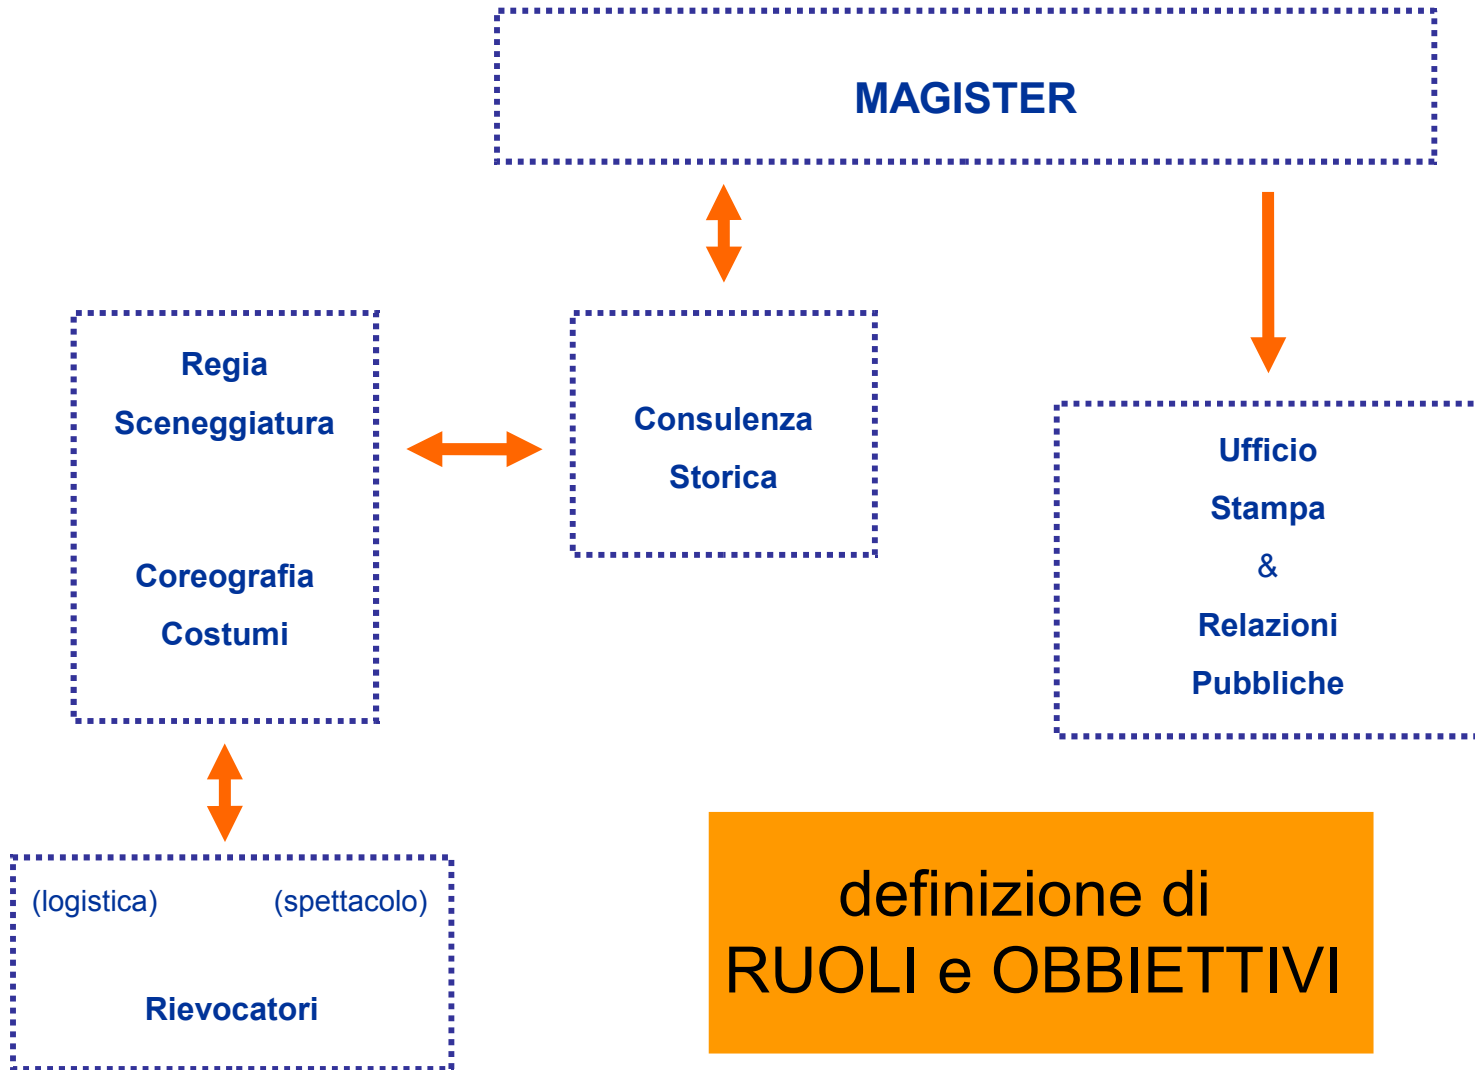 MAGISTER
Regia
Sceneggiatura
Coreografia
Costumi
Consulenza
Storica
Ufficio
Stampa
&
Relazioni
Pubbliche
(logistica) (spettacolo)
Rievocatori
definizione di
RUOLI e OBBIETTIVI